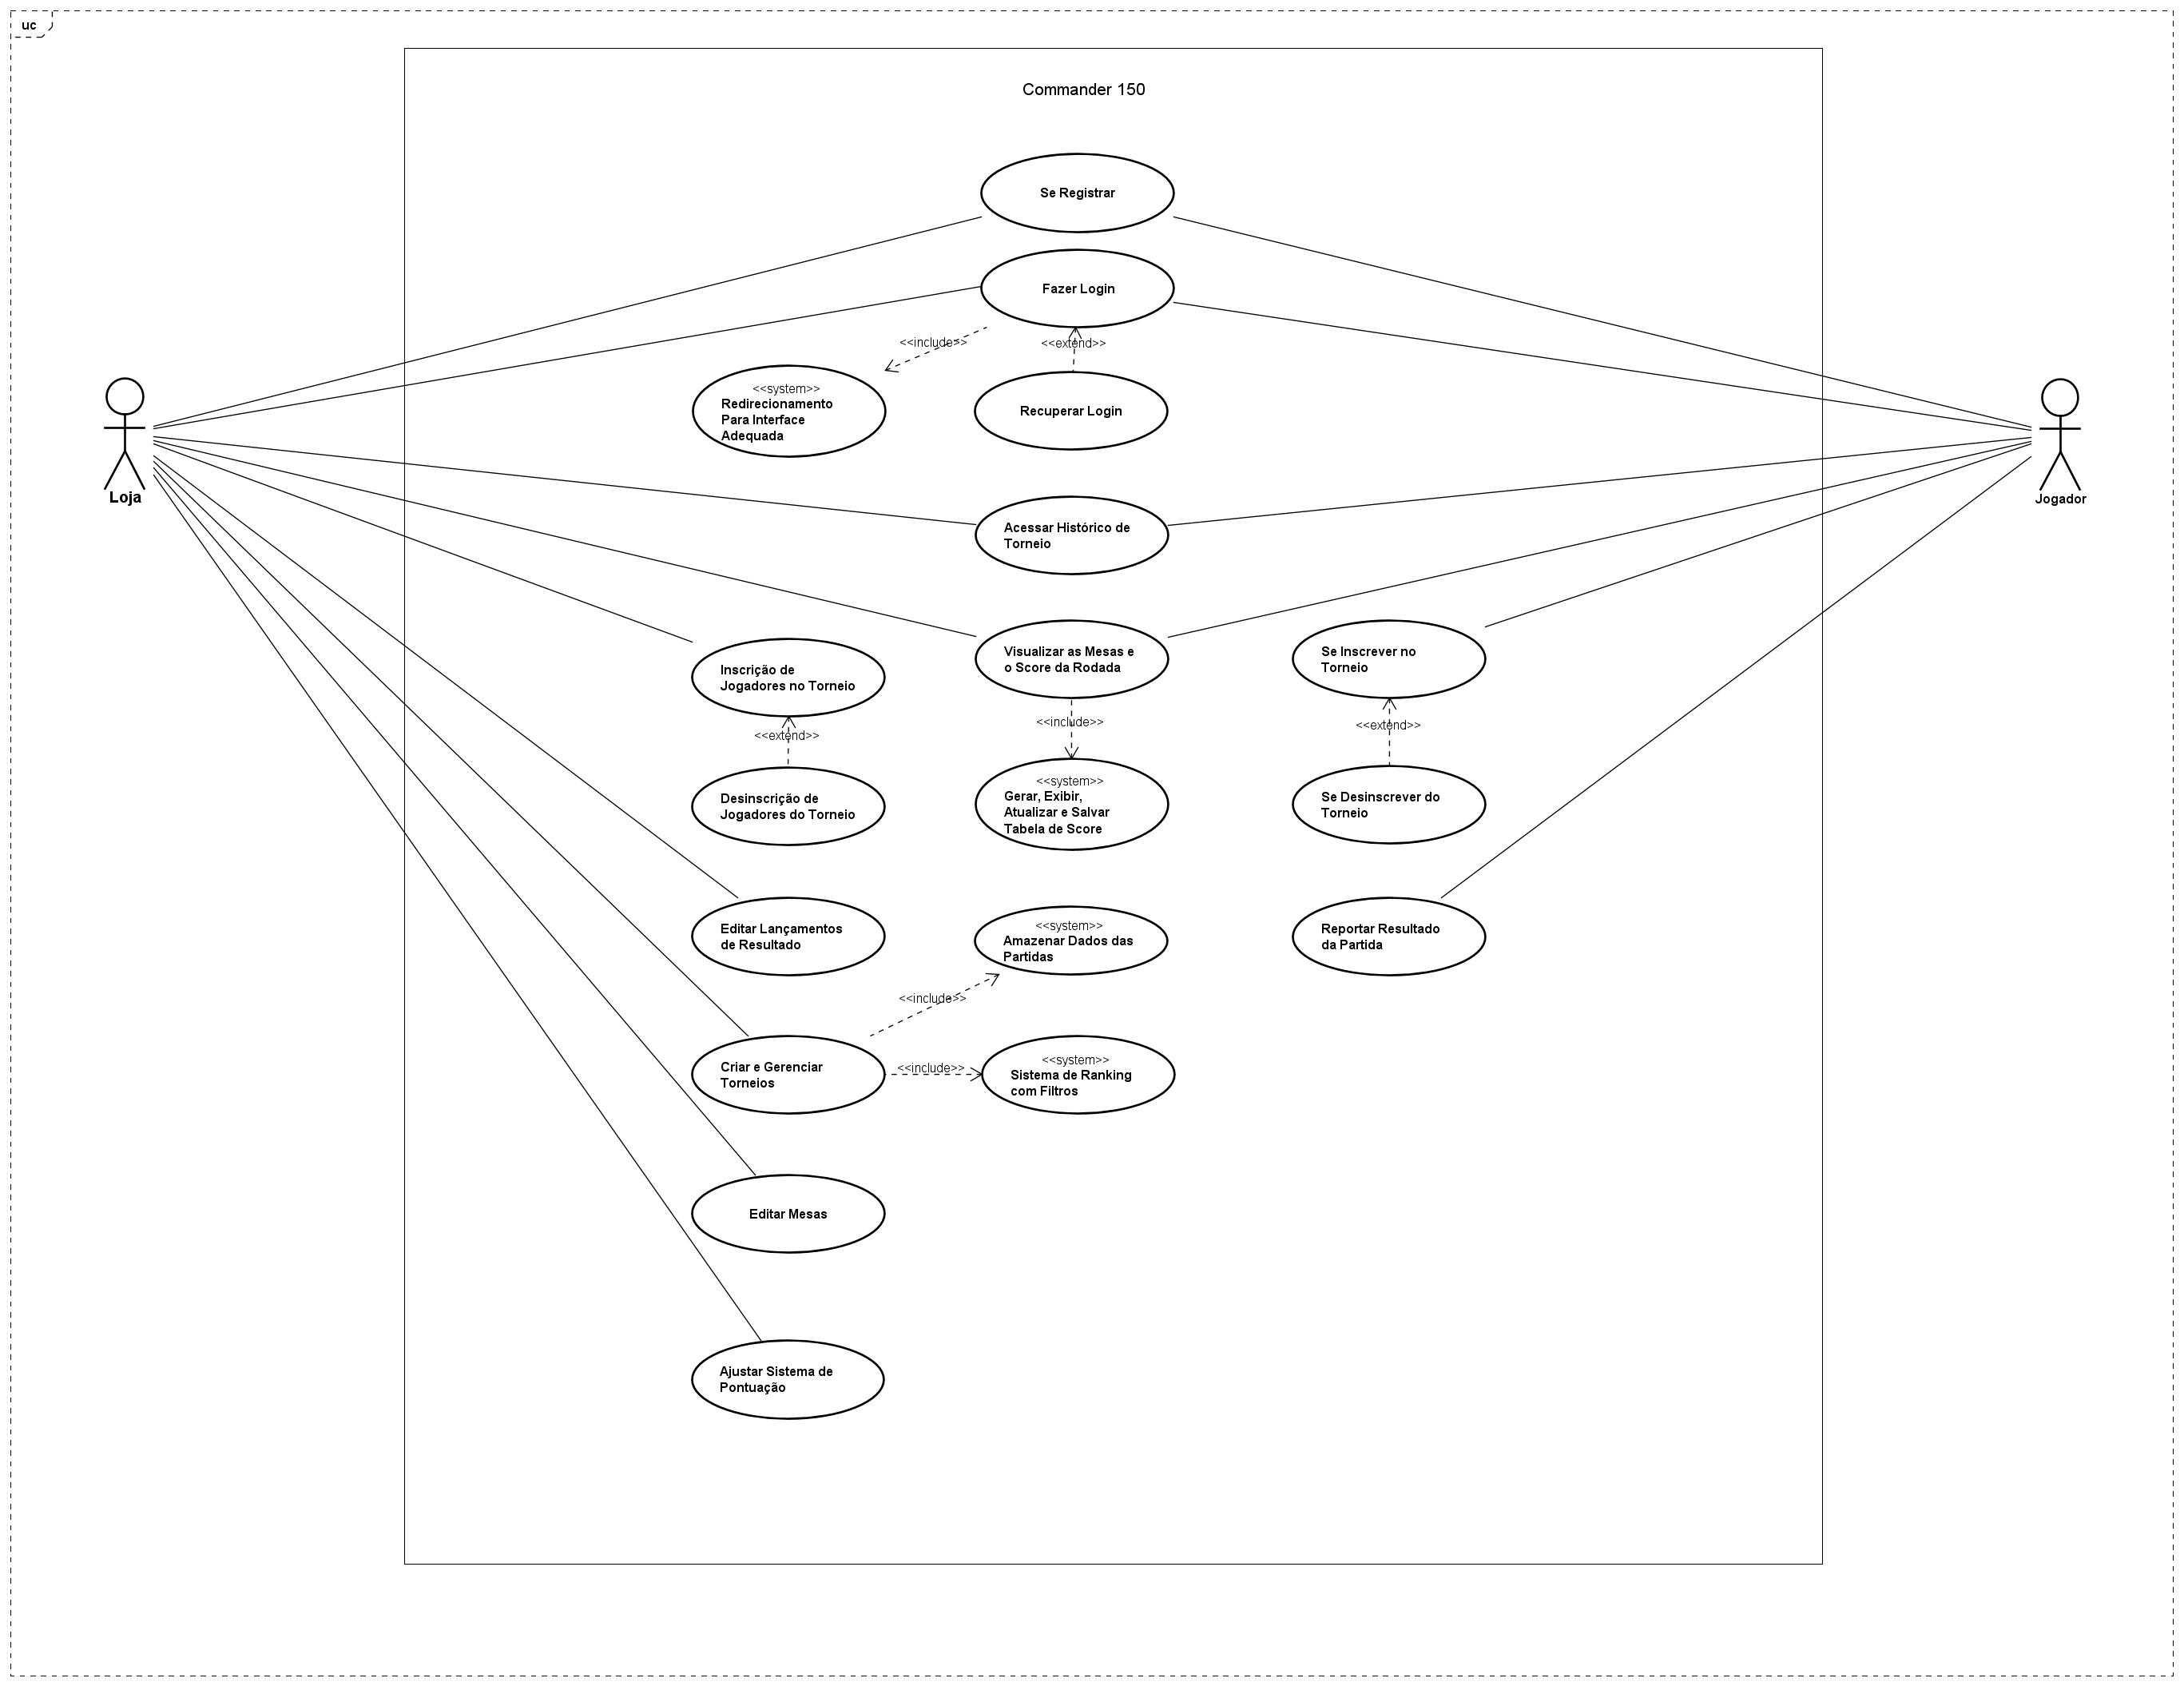 uc
Commander 150
Se Registrar
Fazer Login
<<include>>
<<extend>>
<<system>>
Redirecionamento
Para Interface
Adequada
Recuperar Login
Loja
Jogador
Acessar Histórico de
Torneio
Inscrição de
Jogadores no Torneio
Visualizar as Mesas e
o Score da Rodada
Se Inscrever no
Torneio
<<extend>>
<<include>>
<<extend>>
Desinscrição de
Jogadores do Torneio
<<system>>
Gerar, Exibir,
Atualizar e Salvar
Tabela de Score
Se Desinscrever do
Torneio
Editar Lançamentos
de Resultado
<<system>>
Amazenar Dados das
Partidas
Reportar Resultado
da Partida
<<include>>
Criar e Gerenciar
Torneios
<<include>>
<<system>>
Sistema de Ranking
com Filtros
Editar Mesas
Ajustar Sistema de
Pontuação